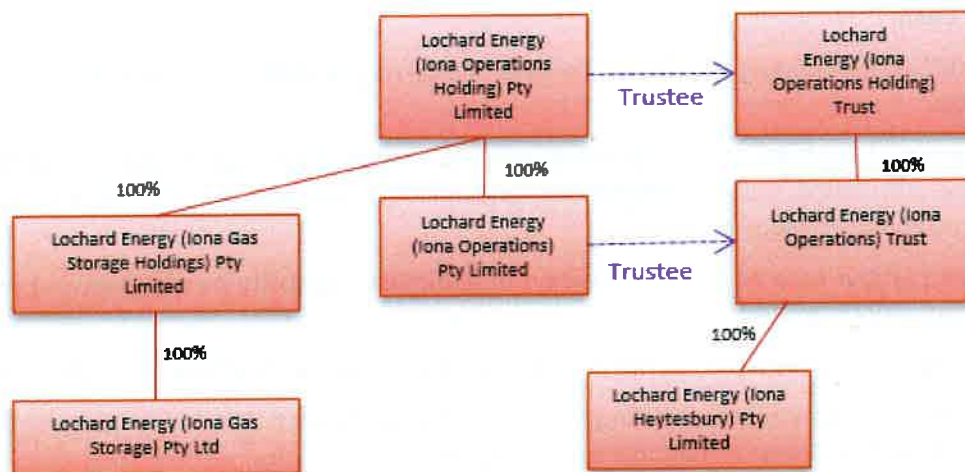 Lochard Energy
(Iona Operations
Holding) Pty
Limited
Trustee
Lochard
Energy (Iona
Operations Holding)
Trust
100%
100%
100%
Lochard Energy (Iona Gas
Storage Holdings) Pty
Limited
Lochard Energy
(Iona Operations)
Pty Limited
Trustee
Lochard Energy (Iona
Operations) Trust
100%
100%
Lochard Energy (Iona Gas
Storage) Pty Ltd
Lochard Energy (Iona
Heytesbury) Pty
Limited